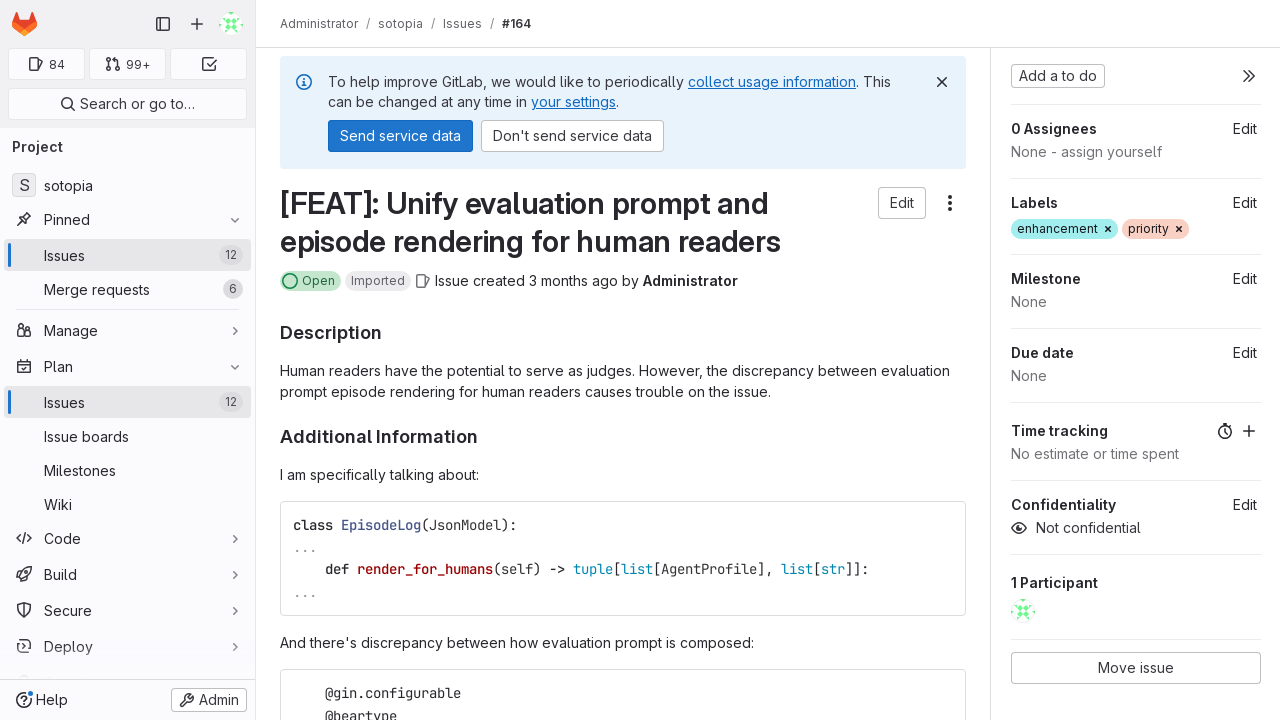 Administrator / sotopia / Issues / #164
84
99+
Search or go to…
Project
S sotopia
Pinned
Issues 12
Merge requests 6
Manage
Plan
Issues 12
Issue boards
Milestones
Wiki
Code
Build
Secure
Deploy
Help
Admin
To help improve GitLab, we would like to periodically collect usage information. This
can be changed at any time in your settings.
Send service data
Don't send service data
[FEAT]: Unify evaluation prompt and
episode rendering for human readers
Edit
Open Imported Issue created 3 months ago by Administrator
Description
Human readers have the potential to serve as judges. However, the discrepancy between evaluation
prompt episode rendering for human readers causes trouble on the issue.
Additional Information
I am specifically talking about:
class EpisodeLog(JsonModel):
...
    def render_for_humans(self) -> tuple[list[AgentProfile], list[str]]:
...
And there's discrepancy between how evaluation prompt is composed:
    @gin.configurable
    @beartype
Add a to do
0 Assignees Edit
None - assign yourself
Labels Edit
enhancement × priority ×
Milestone Edit
None
Due date Edit
None
Time tracking
No estimate or time spent
Confidentiality Edit
Not confidential
1 Participant
Move issue